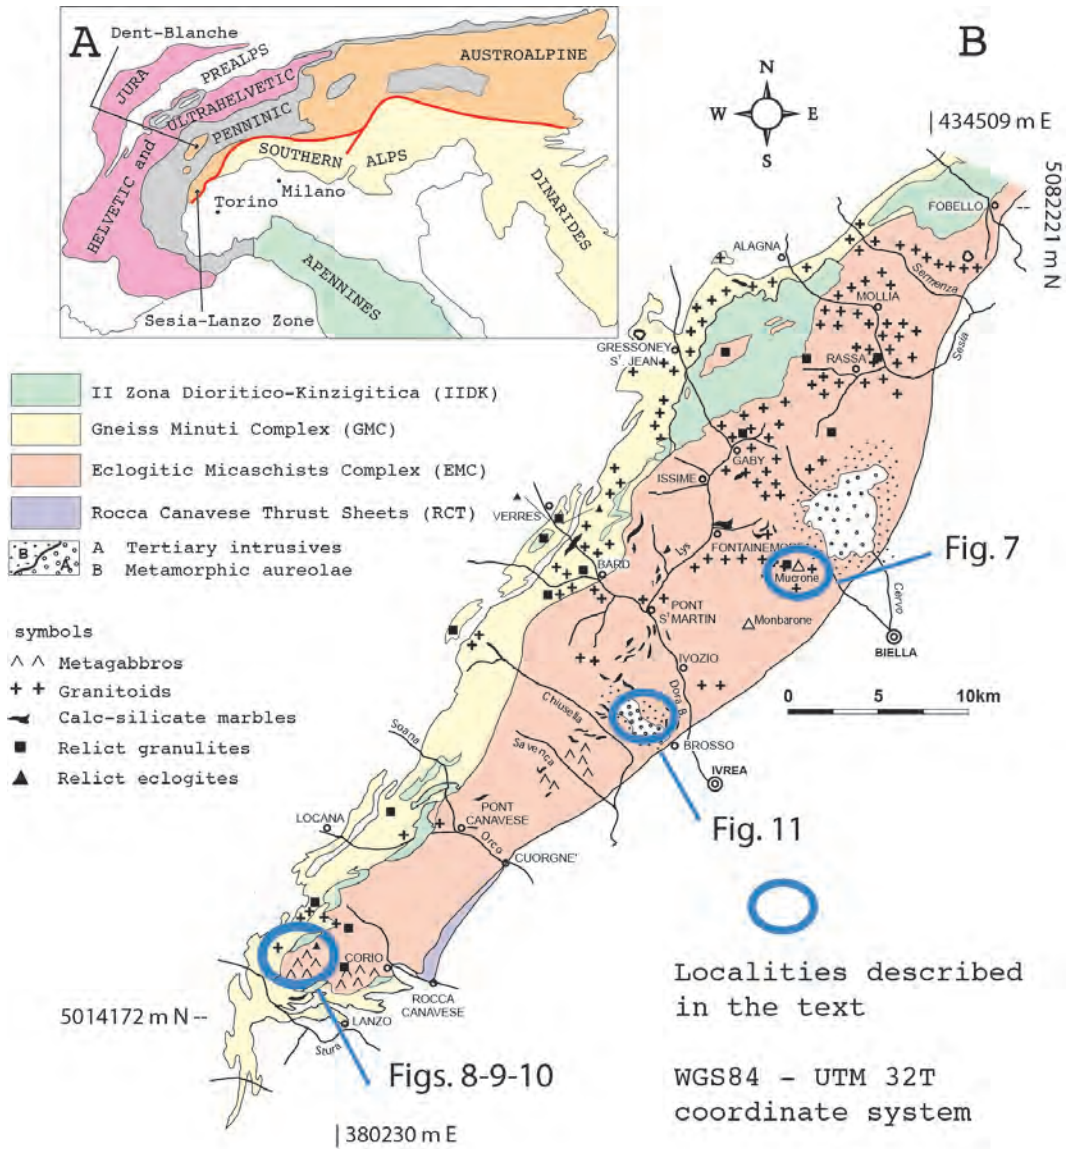 A
B
Dent-Blanche
JURA
PREALPS
ULTRAHELVETIC
HELVETIC and
PENNINIC
AUSTROALPINE
SOUTHERN ALPS
Milano
Torino
DINARIDES
APENNINES
Sesia-Lanzo Zone
N
W E
S
434509 m E
5082221 m N --
FOBELLO
ALAGNA
Sermenza
MOLLIA
Sesia
RASSA
GRESSONEY
ST JEAN
GABY
ISSIME
VERRES
Lys
FONTAINEMORE
BARD
Mucrone
Fig. 7
Cervo
PONT
ST MARTIN
Monbarone
BIELLA
IVOZIO
0 5 10km
Chiusella
Dora B.
Savenca
BROSSO
IVREA
Soana
Fig. 11
LOCANA
PONT
CANAVESE
Orco
CUORGNE'
CORIO
ROCCA
CANAVESE
LANZO
Stura
5014172 m N --
Figs. 8-9-10
380230 m E
II Zona Dioritico-Kinzigitica (IIDK)
Gneiss Minuti Complex (GMC)
Eclogitic Micaschists Complex (EMC)
Rocca Canavese Thrust Sheets (RCT)
B A
A Tertiary intrusives
B Metamorphic aureolae
symbols
Metagabbros
Granitoids
Calc-silicate marbles
Relict granulites
Relict eclogites
Localities described
in the text
WGS84 - UTM 32T
coordinate system